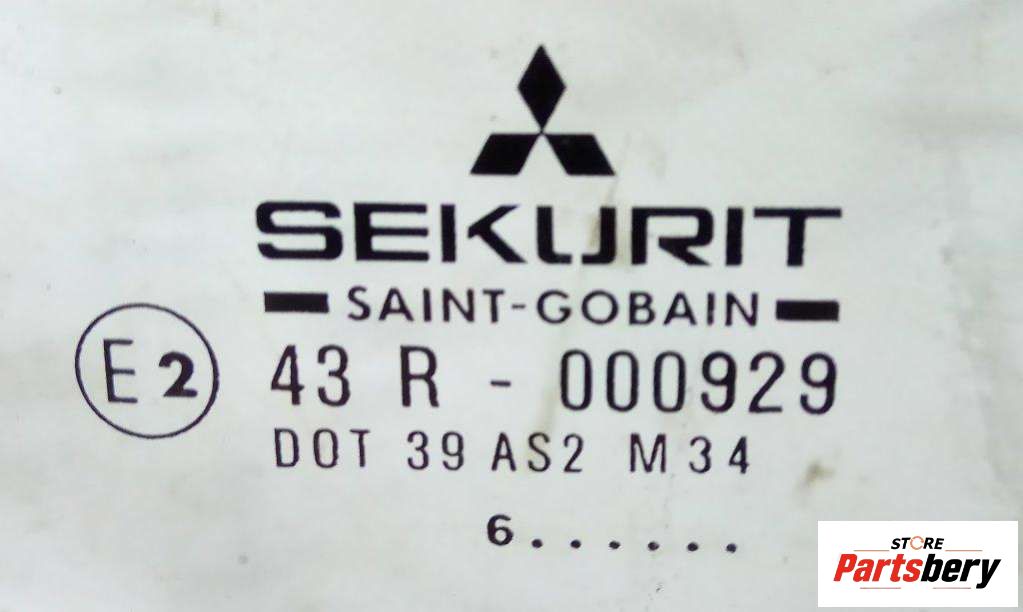 SEKURIT
SAINT-GOBAIN
E2 43 R - 000929
DOT 39 AS2 M34
6......
STORE
Partsbery